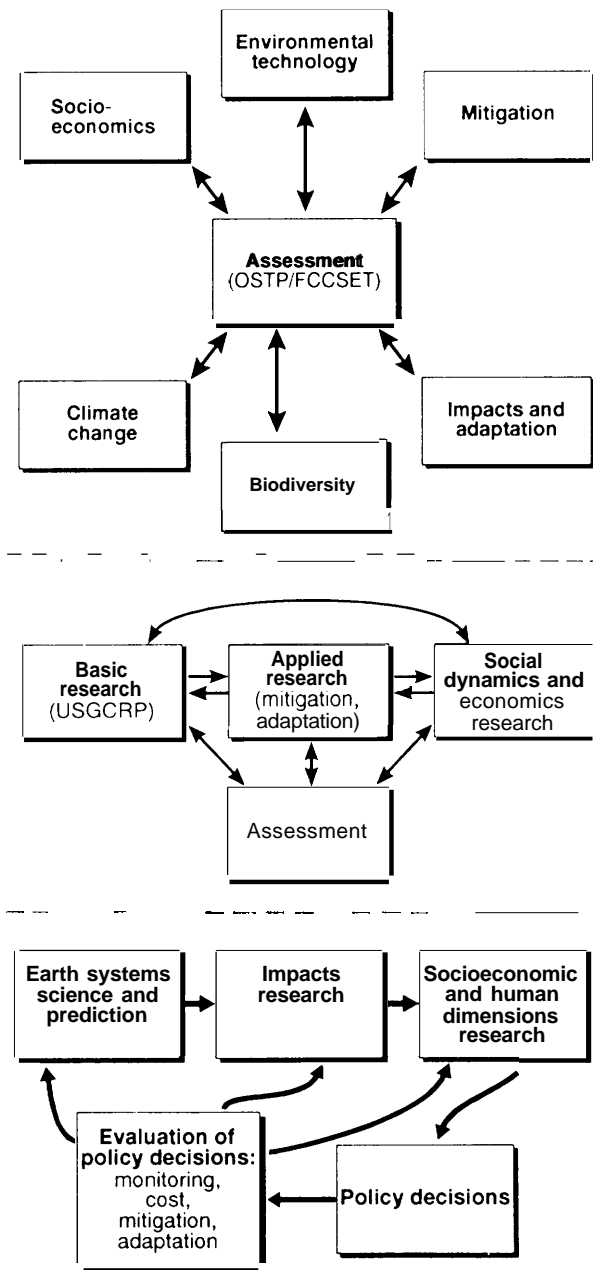 Environmental
technology
Socio-
economics
Mitigation
Assessment
(OSTP/FCCSET)
Climate
change
Impacts and
adaptation
Biodiversity
Basic
research
(USGCRP)
Applied
research
(mitigation,
adaptation)
Social
dynamics and
economics
research
Assessment
Earth systems
science and
prediction
Impacts
research
Socioeconomic
and human
dimensions
research
Evaluation of
policy decisions:
monitoring,
cost,
mitigation,
adaptation
Policy decisions